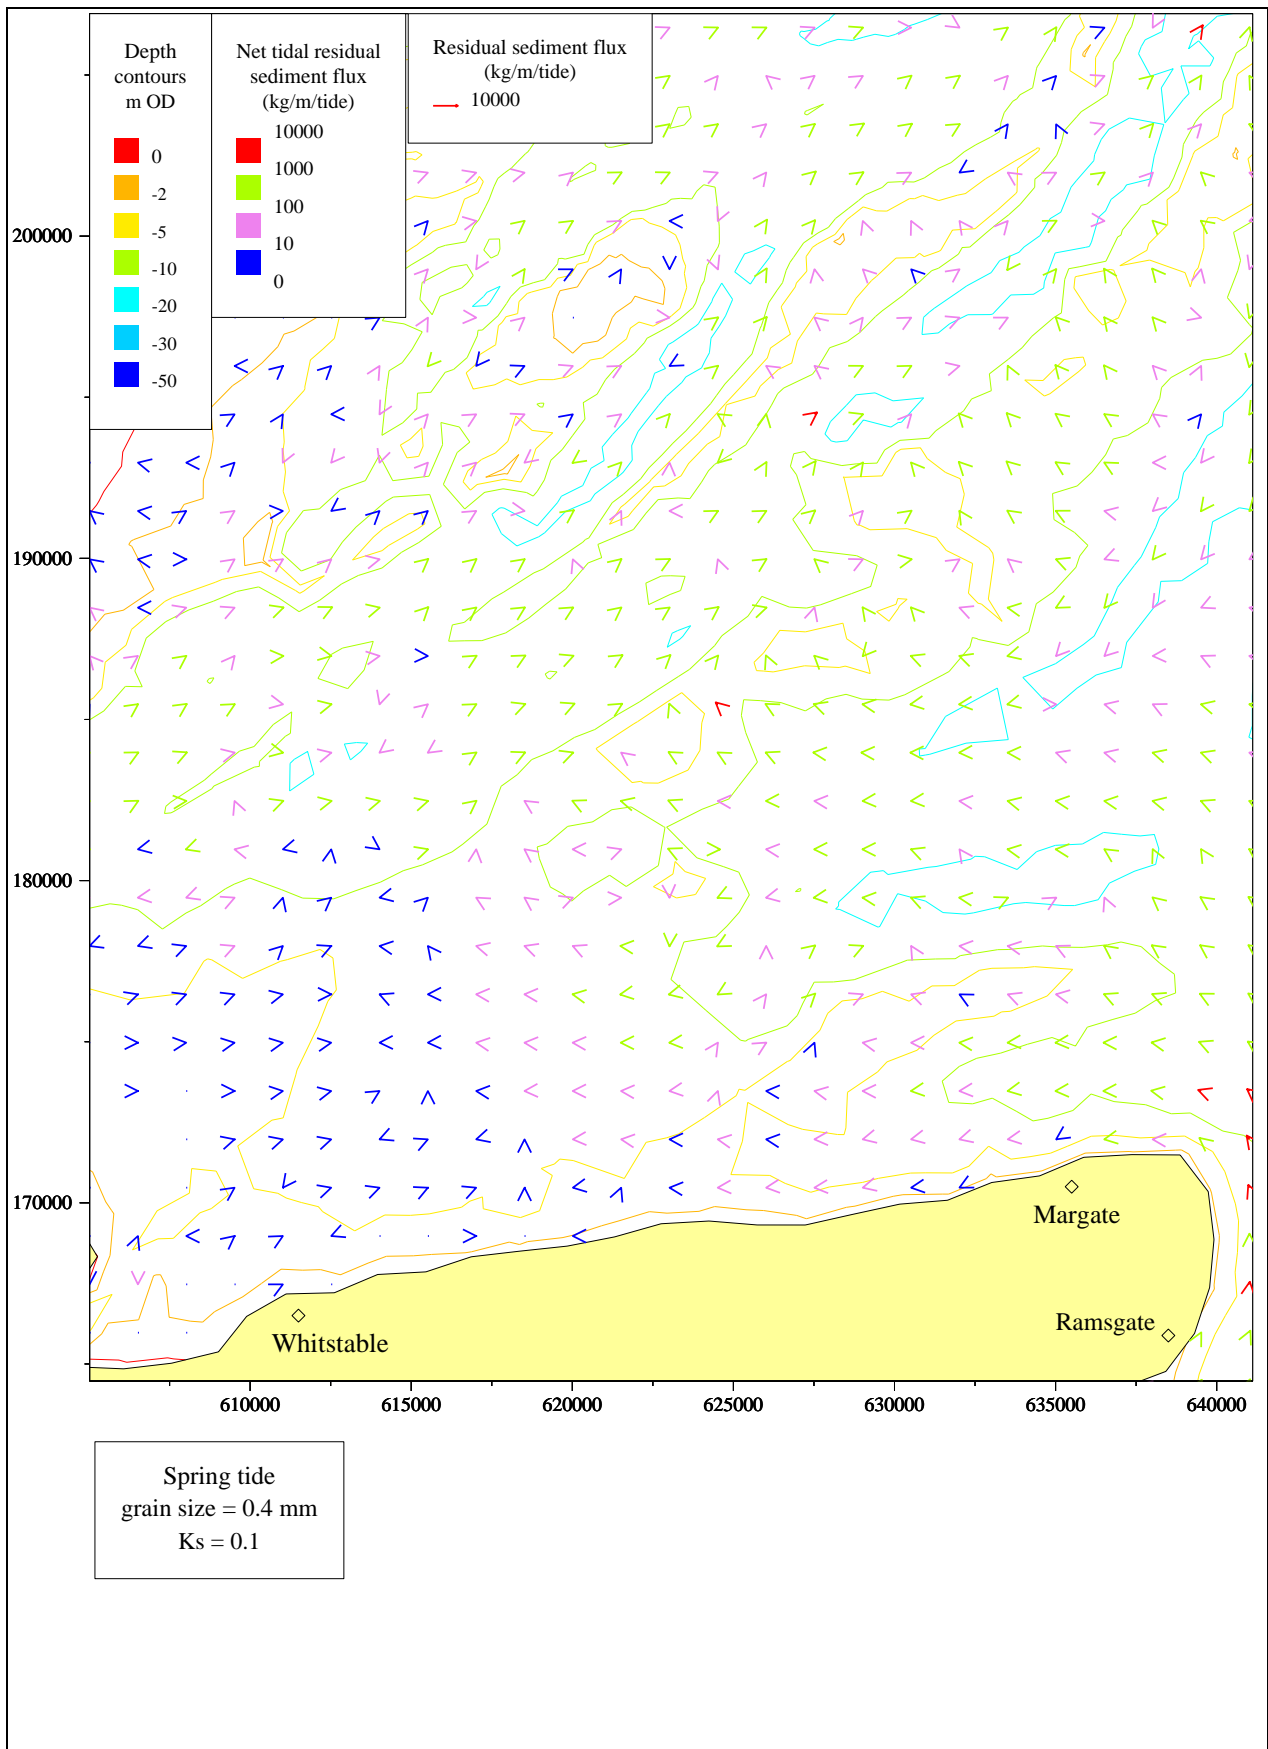 Depth
contours
m OD
0
-2
-5
-10
-20
-30
-50
Net tidal residual
sediment flux
(kg/m/tide)
10000
1000
100
10
0
Residual sediment flux
(kg/m/tide)
10000
200000
190000
180000
170000
Margate
Ramsgate
Whitstable
610000 615000 620000 625000 630000 635000 640000
Spring tide
grain size = 0.4 mm
Ks = 0.1